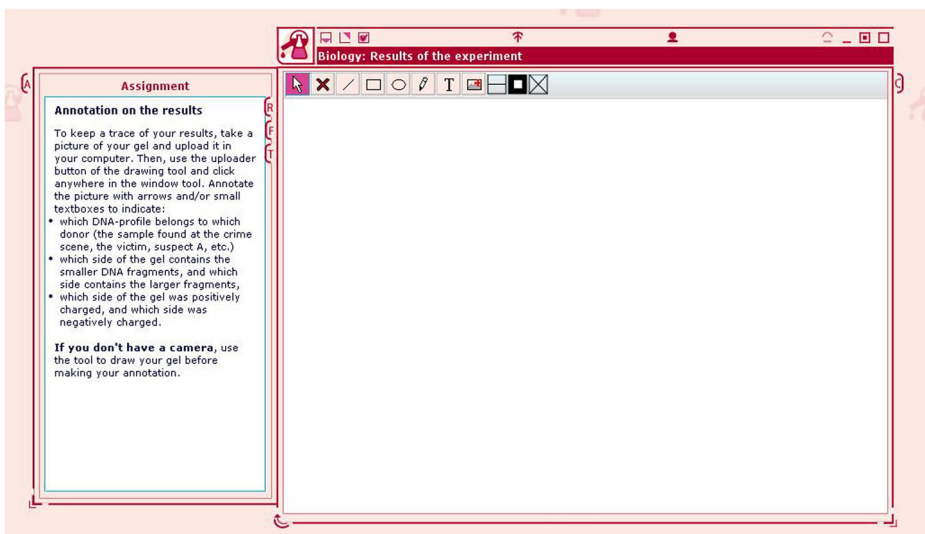 Biology: Results of the experiment
A
Assignment
C
T
Annotation on the results
R
To keep a trace of your results, take a
F
picture of your gel and upload it in
your computer. Then, use the uploader
T
button of the drawing tool and click
anywhere in the window tool. Annotate
the picture with arrows and/or small
textboxes to indicate:
• which DNA-profile belongs to which
donor (the sample found at the crime
scene, the victim, suspect A, etc.)
• which side of the gel contains the
smaller DNA fragments, and which
side contains the larger fragments,
• which side of the gel was positively
charged, and which side was
negatively charged.
If you don't have a camera, use
the tool to draw your gel before
making your annotation.